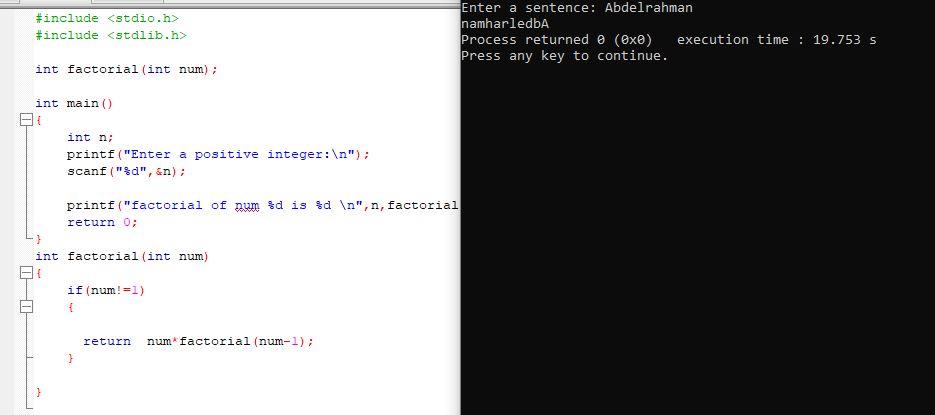 #include <stdio.h>
#include <stdlib.h>
int factorial(int num);
int main()
{
int n;
printf("Enter a positive integer:\n");
scanf("%d",&n);
printf("factorial of num %d is %d \n",n,factorial
return 0;
}
int factorial(int num)
{
if(num!=1)
{
return  num*factorial(num-1);
}
}
Enter a sentence: Abdelrahman
namharledbA
Process returned 0 (0x0)   execution time : 19.753 s
Press any key to continue.